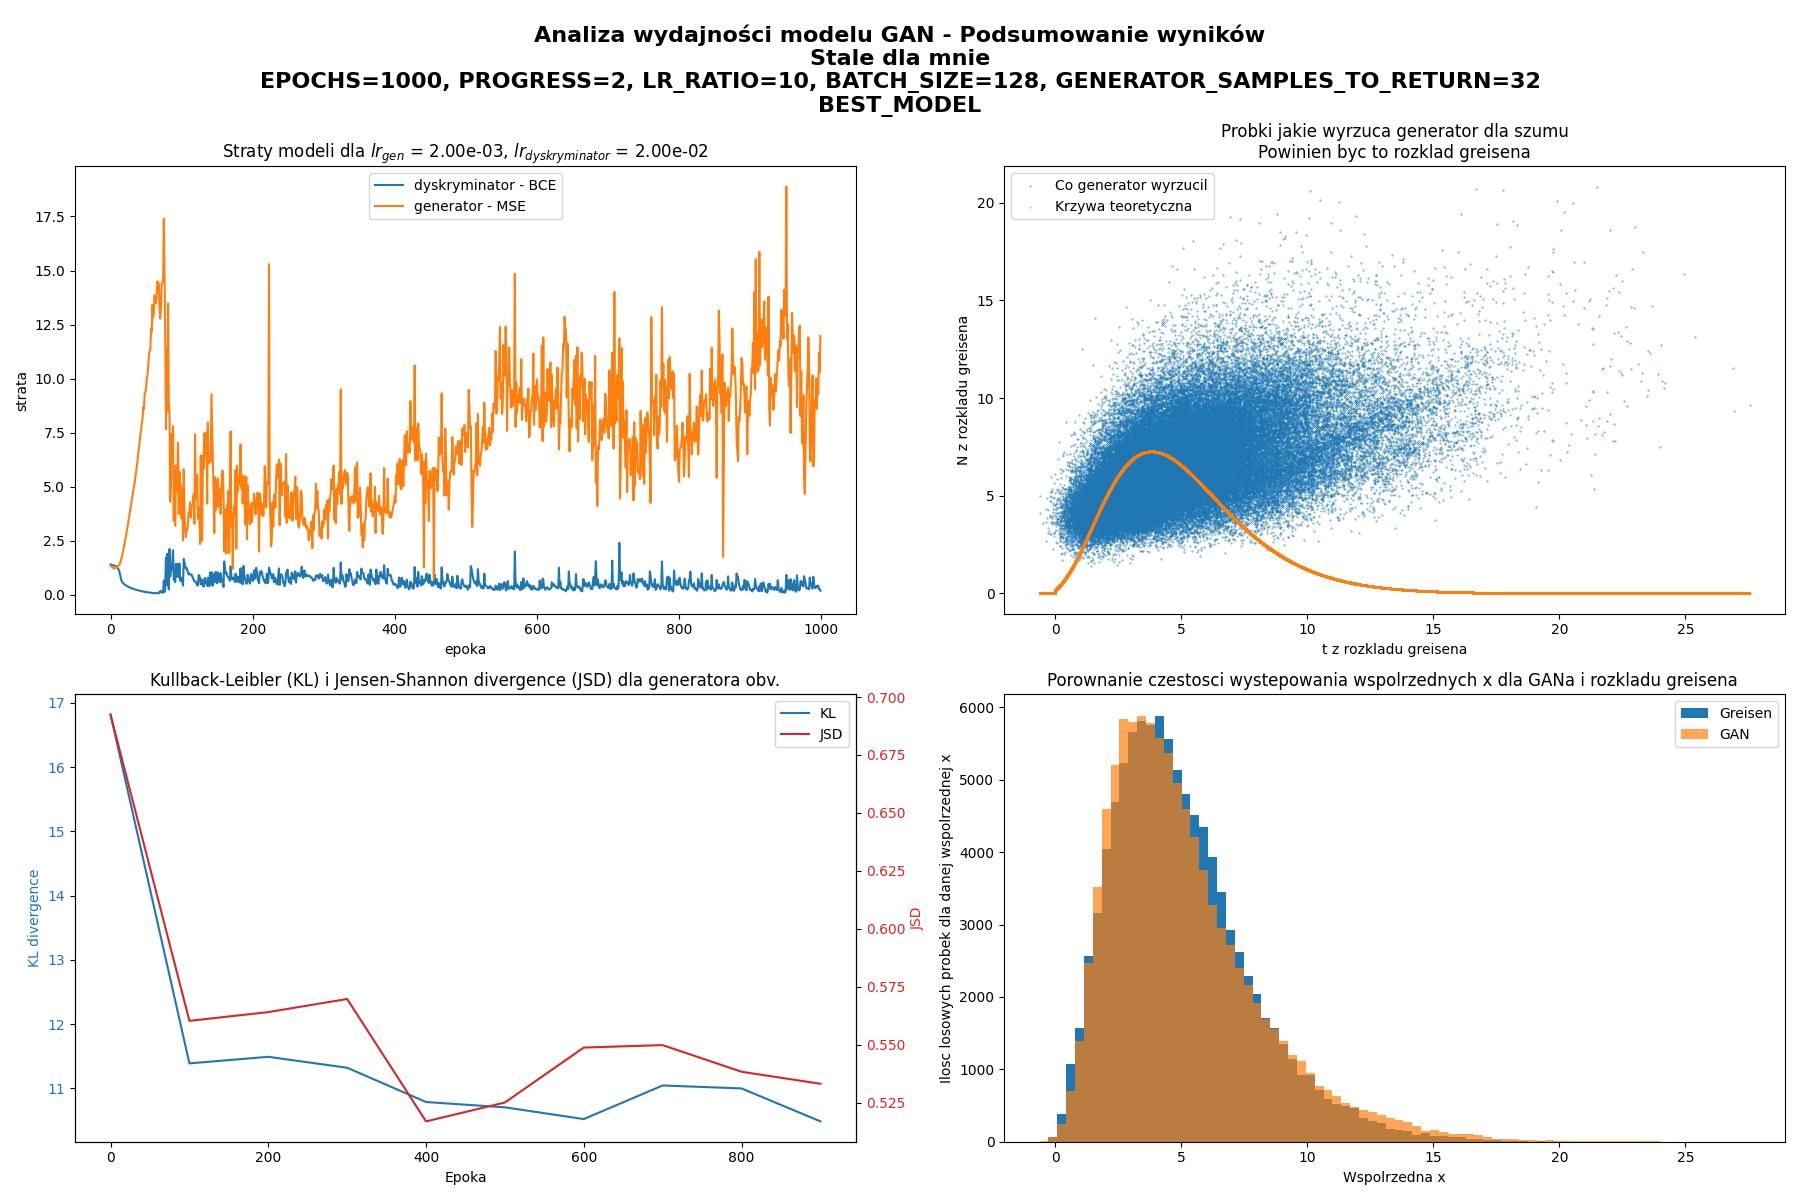 Analiza wydajności modelu GAN - Podsumowanie wyników
Stale dla mnie
EPOCHS=1000, PROGRESS=2, LR_RATIO=10, BATCH_SIZE=128, GENERATOR_SAMPLES_TO_RETURN=32
BEST_MODEL
Straty modeli dla lr_gen = 2.00e-03, lr_dyskryminator = 2.00e-02
dyskryminator - BCE
generator - MSE
17.5
15.0
12.5
10.0
7.5
5.0
2.5
0.0
strata
0 200 400 600 800 1000
epoka
Probki jakie wyrzuca generator dla szumu
Powinien byc to rozklad greisena
Co generator wyrzucil
Krzywa teoretyczna
20
15
10
5
0
N z rozkladu greisena
0 5 10 15 20 25
t z rozkladu greisena
Kullback-Leibler (KL) i Jensen-Shannon divergence (JSD) dla generatora obv.
KL
JSD
17
16
15
14
13
12
11
KL divergence
0.700
0.675
0.650
0.625
0.600
0.575
0.550
0.525
JSD
0 200 400 600 800
Epoka
Porownanie czestosci wystepowania wspolrzednych x dla GANa i rozkladu greisena
Greisen
GAN
6000
5000
4000
3000
2000
1000
0
Ilosc losowych probek dla danej wspolrzednej x
0 5 10 15 20 25
Wspolrzedna x